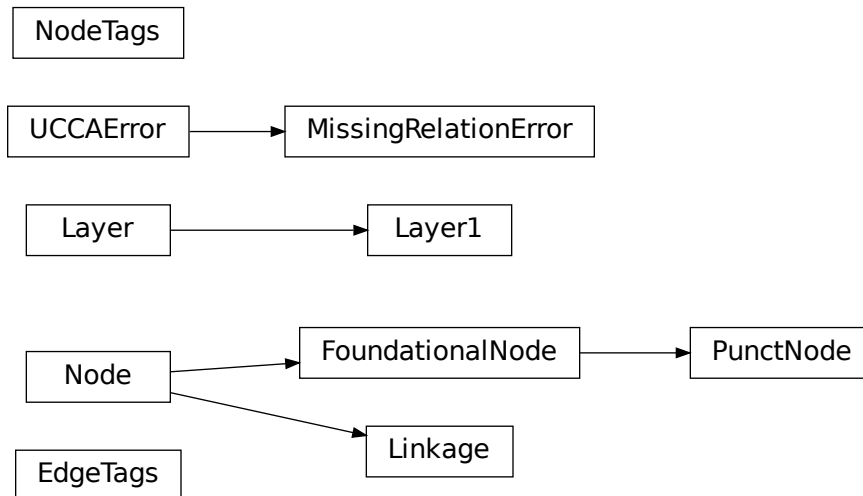 NodeTags
UCCAError
MissingRelationError
Layer
Layer1
Node
FoundationalNode
PunctNode
Linkage
EdgeTags